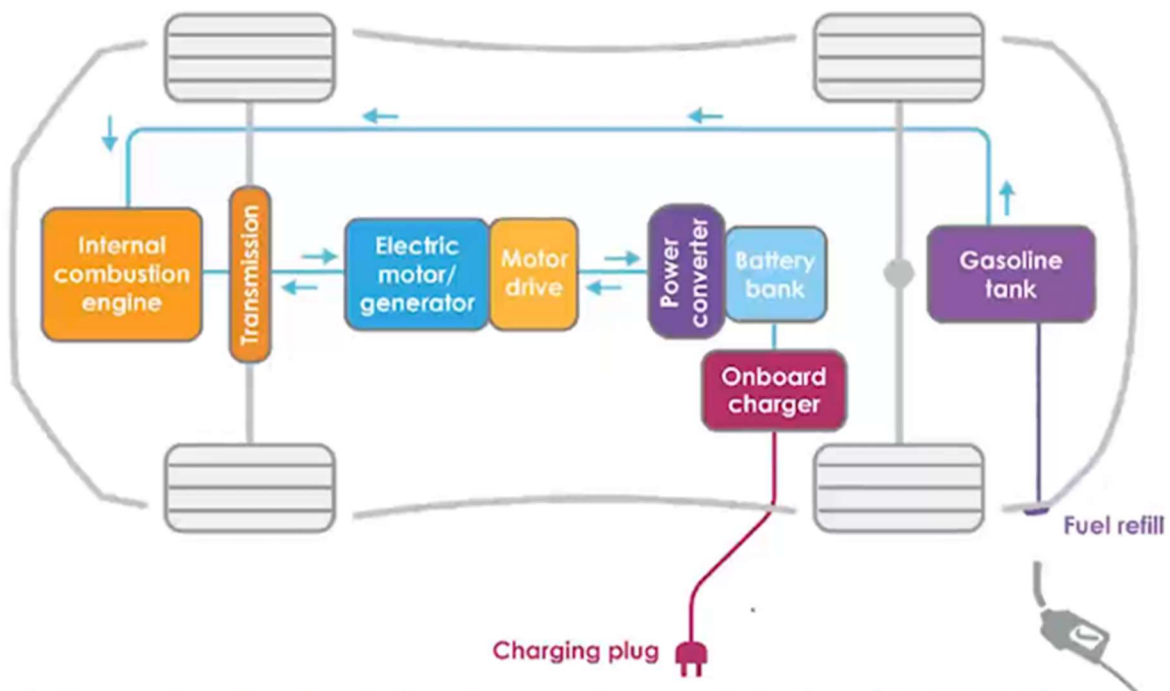 Internal
combustion
engine
Transmission
Electric
motor/
generator
Motor
drive
Power
converter
Battery
bank
Gasoline
tank
Onboard
charger
Fuel refill
Charging plug